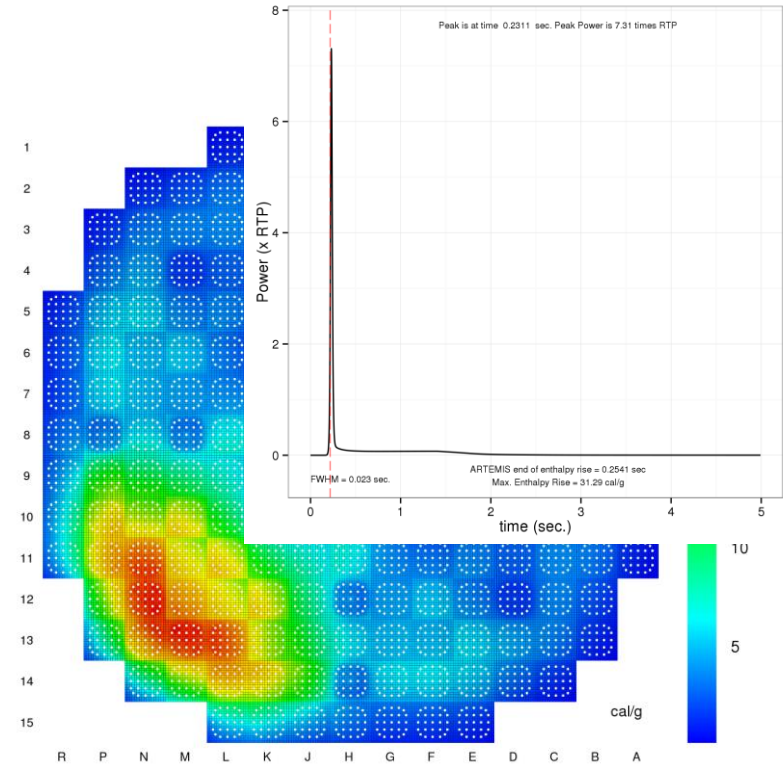 8
Peak is at time 0.2311 sec. Peak Power is 7.31 times RTP
6
4
2
0
Power (x RTP)
FWHM = 0.023 sec.
ARTEMIS end of enthalpy rise = 0.2541 sec
Max. Enthalpy Rise = 31.29 cal/g
0 1 2 3 4 5
time (sec.)
1
2
3
4
5
6
7
8
9
10
11
12
13
14
15
10
5
cal/g
R P N M L K J H G F E D C B A